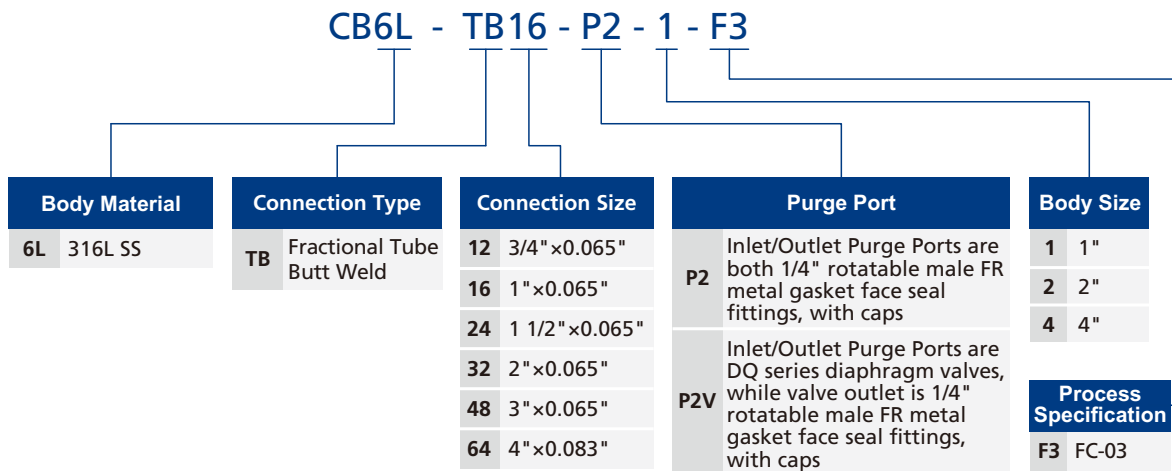 CB6L - TB16 - P2 - 1 - F3
Body Material
6L 316L SS
Connection Type
TB Fractional Tube
Butt Weld
Connection Size
12 3/4"×0.065"
16 1"×0.065"
24 1 1/2"×0.065"
32 2"×0.065"
48 3"×0.065"
64 4"×0.083"
Purge Port
P2 Inlet/Outlet Purge Ports are
both 1/4" rotatable male FR
metal gasket face seal
fittings, with caps
P2V Inlet/Outlet Purge Ports are
DQ series diaphragm valves,
while valve outlet is 1/4"
rotatable male FR metal
gasket face seal fittings,
with caps
Body Size
1 1"
2 2"
4 4"
Process
Specification
F3 FC-03